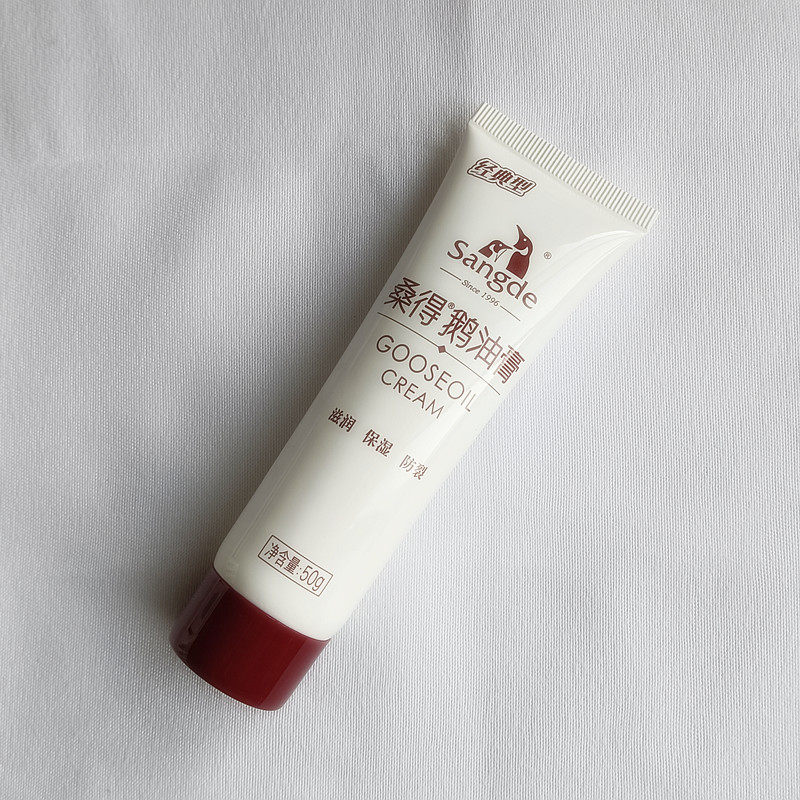 经典型
Sangde®
Since 1996
桑得®鹅油膏
GOOSEOIL
CREAM
滋润 保湿 防裂
净含量:50g